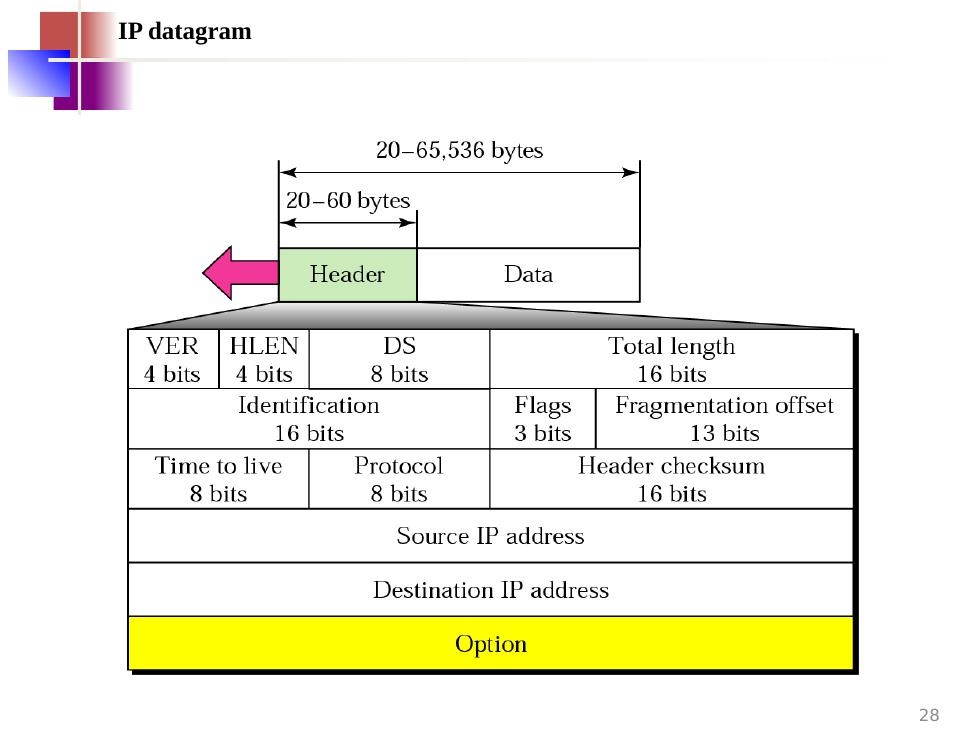 IP datagram
20–65,536 bytes
20–60 bytes
Header Data
VER HLEN DS Total length
4 bits 4 bits 8 bits 16 bits
Identification Flags Fragmentation offset
16 bits 3 bits 13 bits
Time to live Protocol Header checksum
8 bits 8 bits 16 bits
Source IP address
Destination IP address
Option
28